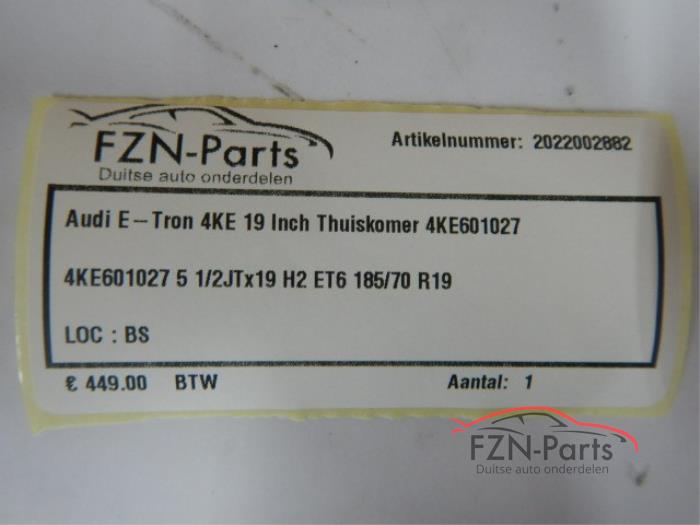 FZN-Parts
Duitse auto onderdelen
Artikelnummer: 2022002882
Audi E-Tron 4KE 19 Inch Thuiskomer 4KE601027
4KE601027 5 1/2JTx19 H2 ET6 185/70 R19
LOC : BS
€ 449.00 BTW Aantal: 1
FZN-Parts
Duitse auto onderdelen